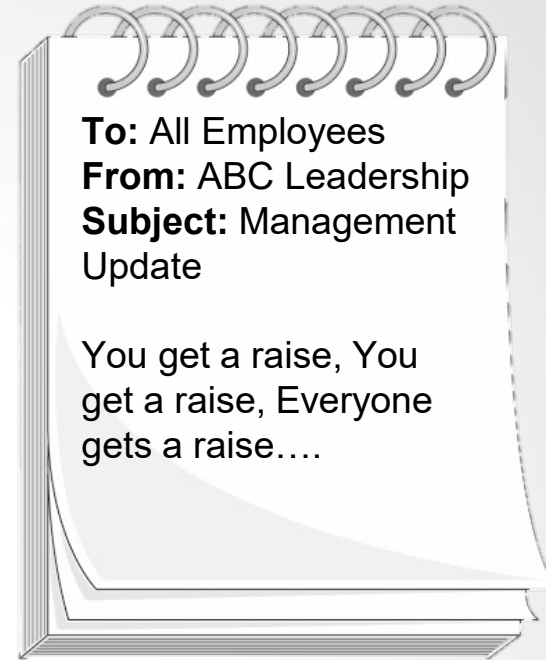 To: All Employees
From: ABC Leadership
Subject: Management
Update
You get a raise, You
get a raise, Everyone
gets a raise….